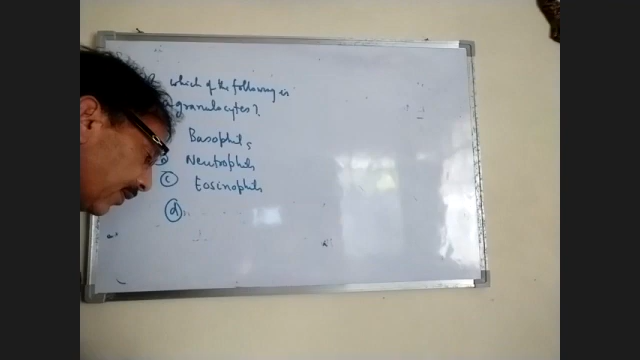 which of the following is
granulocytes?
Basophils
Neutrophils
c Eosinophils
d